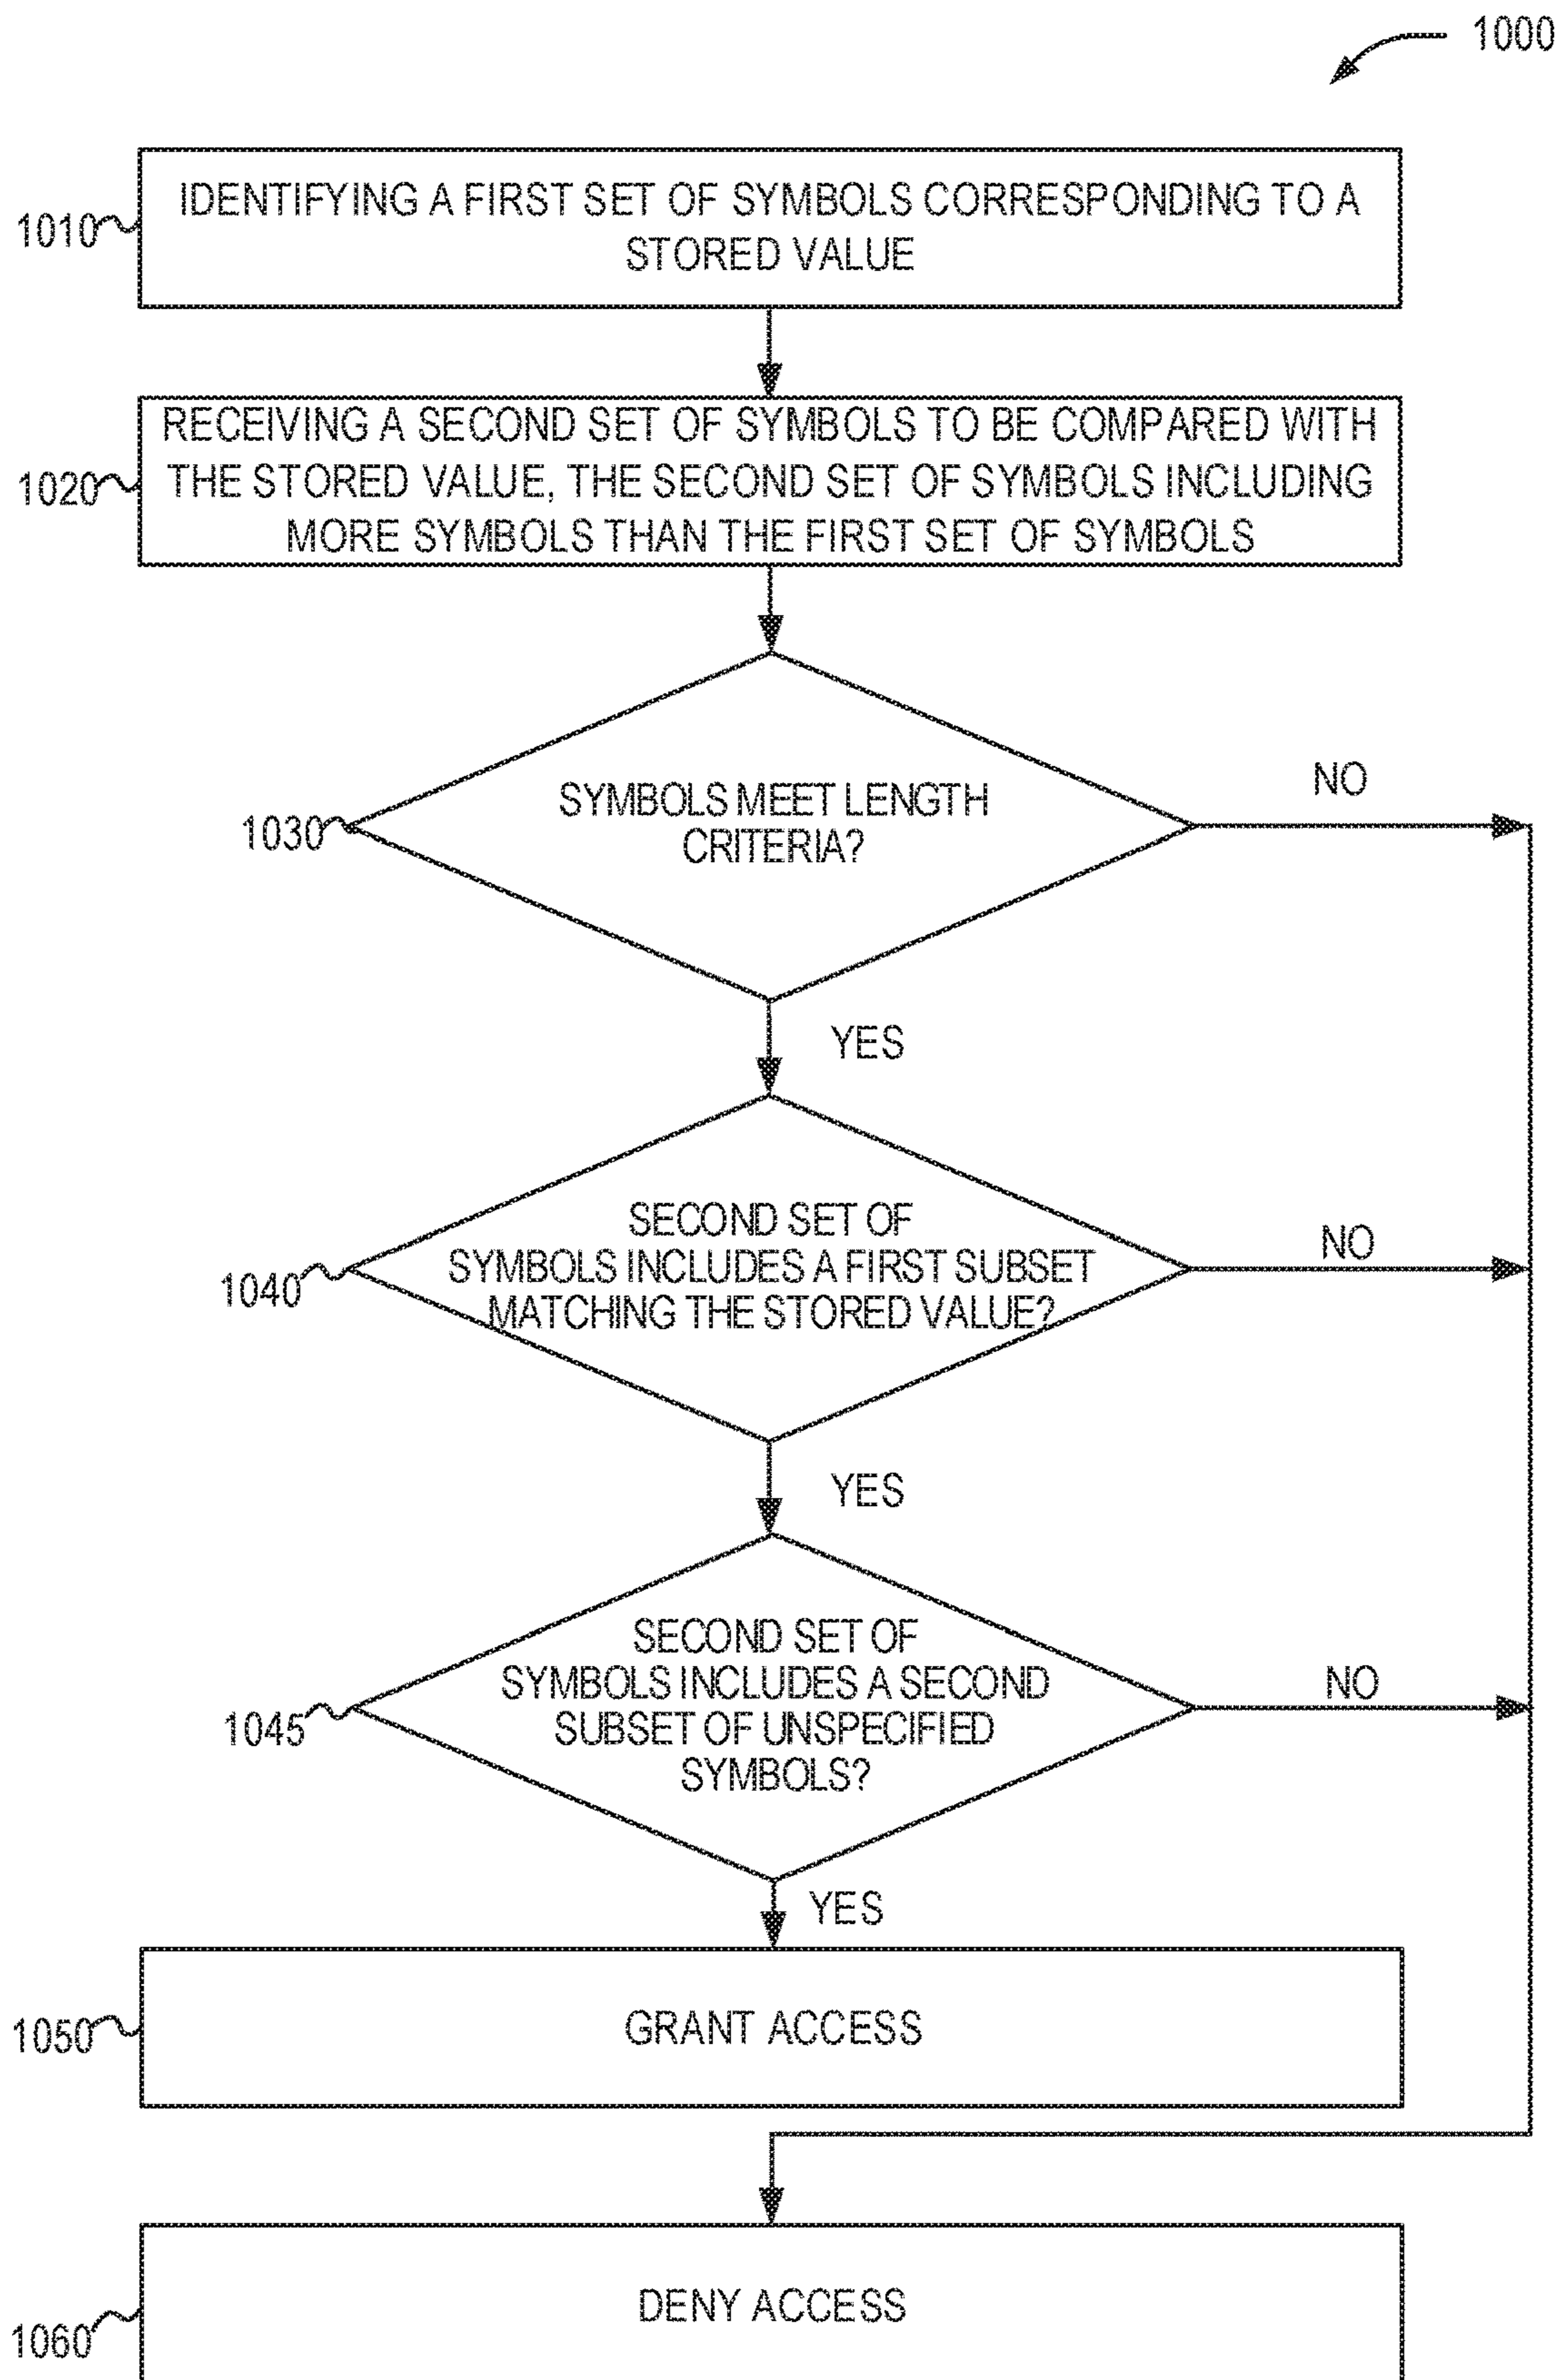 1000
1010
IDENTIFYING A FIRST SET OF SYMBOLS CORRESPONDING TO A
STORED VALUE
1020
RECEIVING A SECOND SET OF SYMBOLS TO BE COMPARED WITH
THE STORED VALUE, THE SECOND SET OF SYMBOLS INCLUDING
MORE SYMBOLS THAN THE FIRST SET OF SYMBOLS
1030
SYMBOLS MEET LENGTH
CRITERIA?
NO
YES
1040
SECOND SET OF
SYMBOLS INCLUDES A FIRST SUBSET
MATCHING THE STORED VALUE?
NO
YES
1045
SECOND SET OF
SYMBOLS INCLUDES A SECOND
SUBSET OF UNSPECIFIED
SYMBOLS?
NO
YES
1050
GRANT ACCESS
1060
DENY ACCESS